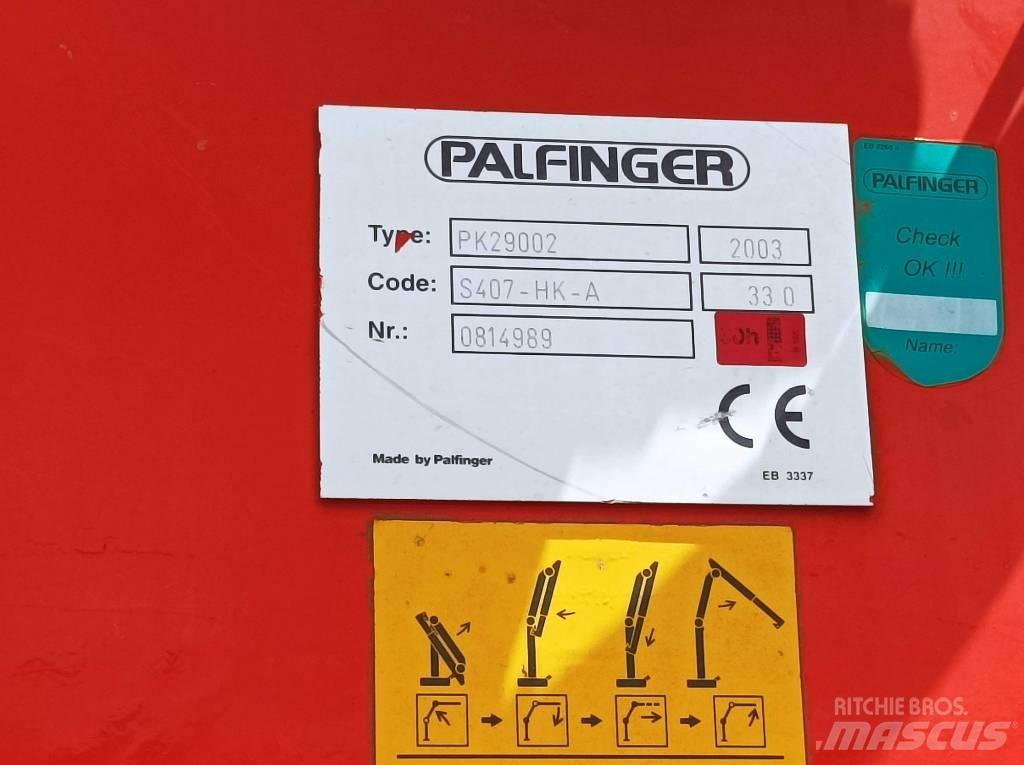 PALFINGER
Type: PK29002 2003
Code: S407-HK-A 33 0
Nr.: 0814989
Made by Palfinger
EB 3337
PALFINGER
Check
OK !!!
Name:
RITCHIE BROS.
MASCUS